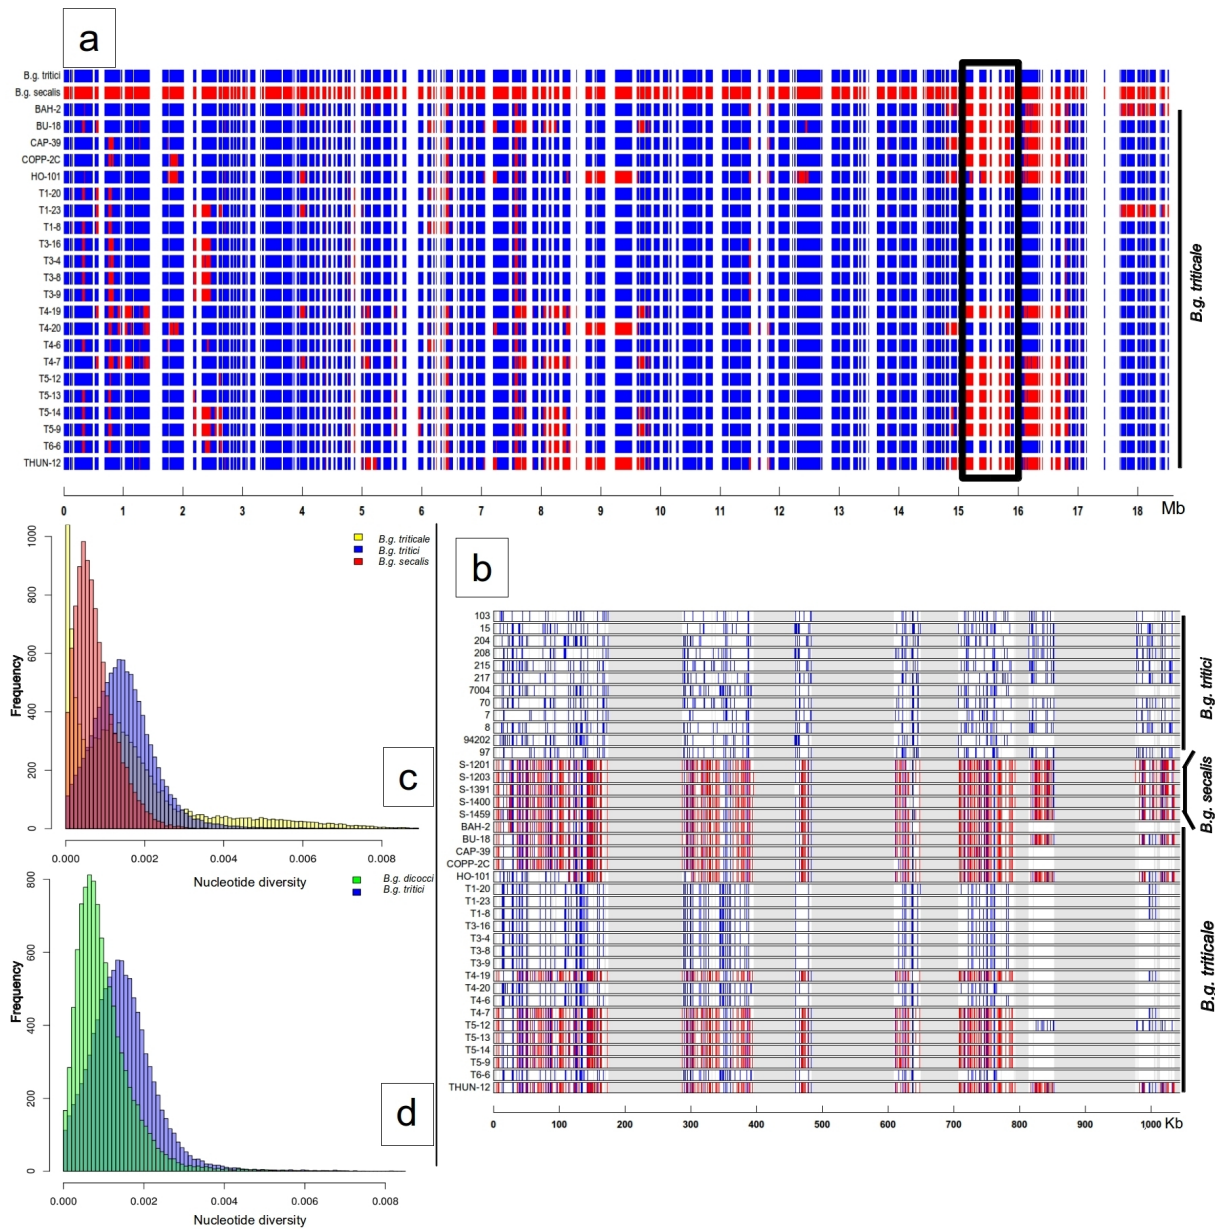 a
B.g. tritici
B.g. secalis
BAH-2
BU-18
CAP-39
COPP-2C
HO-101
T1-20
T1-23
T1-8
T3-16
T3-4
T3-8
T3-9
T4-19
T4-20
T4-6
T4-7
T5-12
T5-13
T5-14
T5-9
T6-6
THUN-12
B.g. triticale
0 1 2 3 4 5 6 7 8 9 10 11 12 13 14 15 16 17 18 Mb
c
B.g. triticale
B.g. tritici
B.g. secalis
Frequency
1000
800
600
400
200
0
0.000 0.002 0.004 0.006 0.008
Nucleotide diversity
d
B.g. dicocci
B.g. tritici
Frequency
800
600
400
200
0
0.000 0.002 0.004 0.006 0.008
Nucleotide diversity
b
103
15
204
208
215
217
7004
70
7
8
94202
97
S-1201
S-1203
S-1391
S-1400
S-1459
BAH-2
BU-18
CAP-39
COPP-2C
HO-101
T1-20
T1-23
T1-8
T3-16
T3-4
T3-8
T3-9
T4-19
T4-20
T4-6
T4-7
T5-12
T5-13
T5-14
T5-9
T6-6
THUN-12
B.g. tritici
B.g. secalis
B.g. triticale
0 100 200 300 400 500 600 700 800 900 1,000 Kb